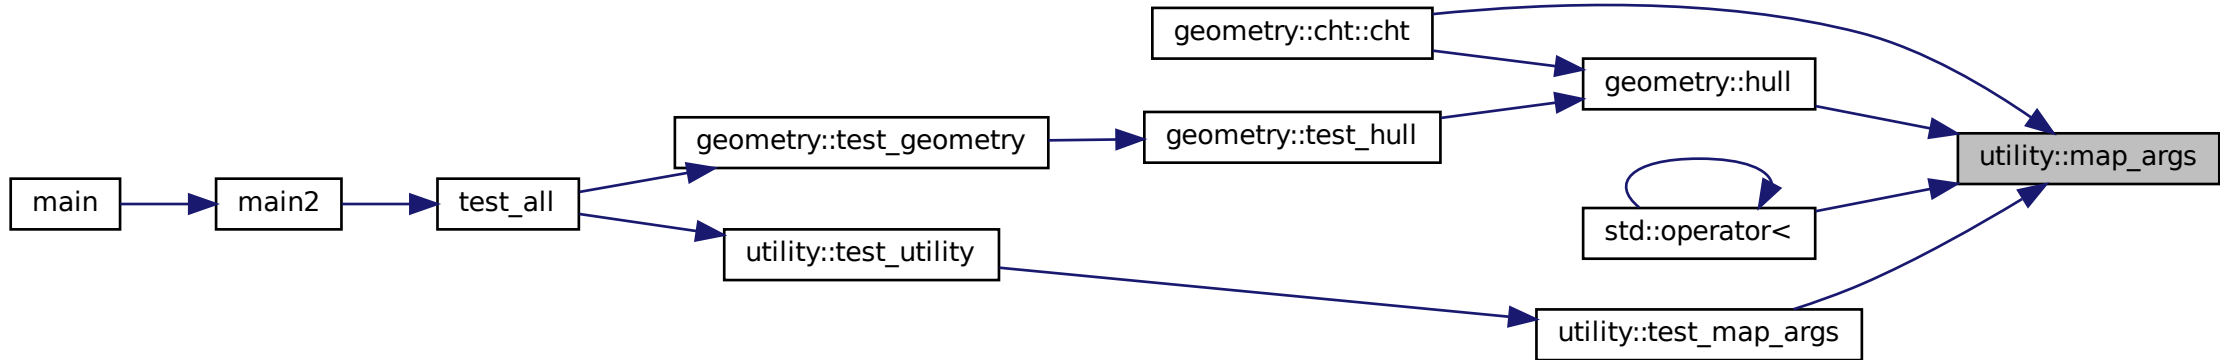 geometry::cht::cht
geometry::hull
geometry::test_geometry
geometry::test_hull
utility::map_args
main
main2
test_all
std::operator<
utility::test_utility
utility::test_map_args